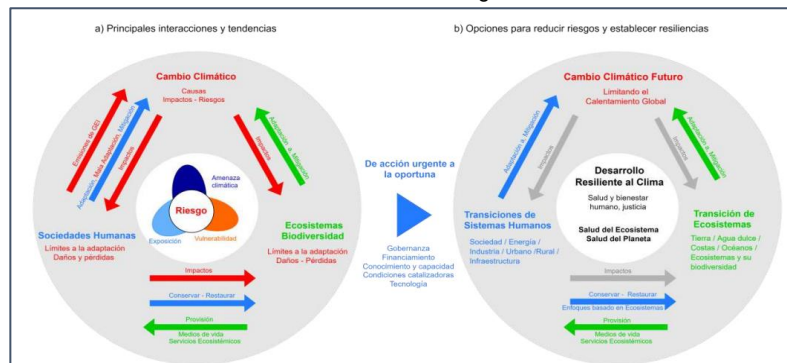 a) Principales interacciones y tendencias
Cambio Climático
Causas
Impactos - Riesgos
Emisiones de GEI
Adaptación, Mala Adaptación, Mitigación
Impactos
Impactos
Adaptación a, Mitigación
Amenaza
climática
Riesgo
Exposición
Vulnerabilidad
Sociedades Humanas
Límites a la adaptación
Daños y pérdidas
Ecosistemas
Biodiversidad
Límites a la adaptación
Daños - Pérdidas
Impactos
Conservar - Restaurar
Provisión
Medios de vida
Servicios Ecosistémicos
De acción urgente a
la oportuna
Gobernanza
Financiamiento
Conocimiento y capacidad
Condiciones catalizadoras
Tecnología
b) Opciones para reducir riesgos y establecer resiliencias
Cambio Climático Futuro
Limitando el
Calentamiento Global
Adaptación a, Mitigación
Impactos
Impactos
Adaptación a, Mitigación
Desarrollo
Resiliente al Clima
Salud y bienestar
humano, justicia
Salud del Ecosistema
Salud del Planeta
Transiciones de
Sistemas Humanos
Sociedad / Energía /
Industria / Urbano /Rural /
Infraestructura
Transición de
Ecosistemas
Tierra / Agua dulce /
Costas / Océanos /
Ecosistemas y su
biodiversidad
Impactos
Conservar - Restaurar
Enfoques basado en Ecosistemas
Provisión
Medios de vida
Servicios Ecosistémicos